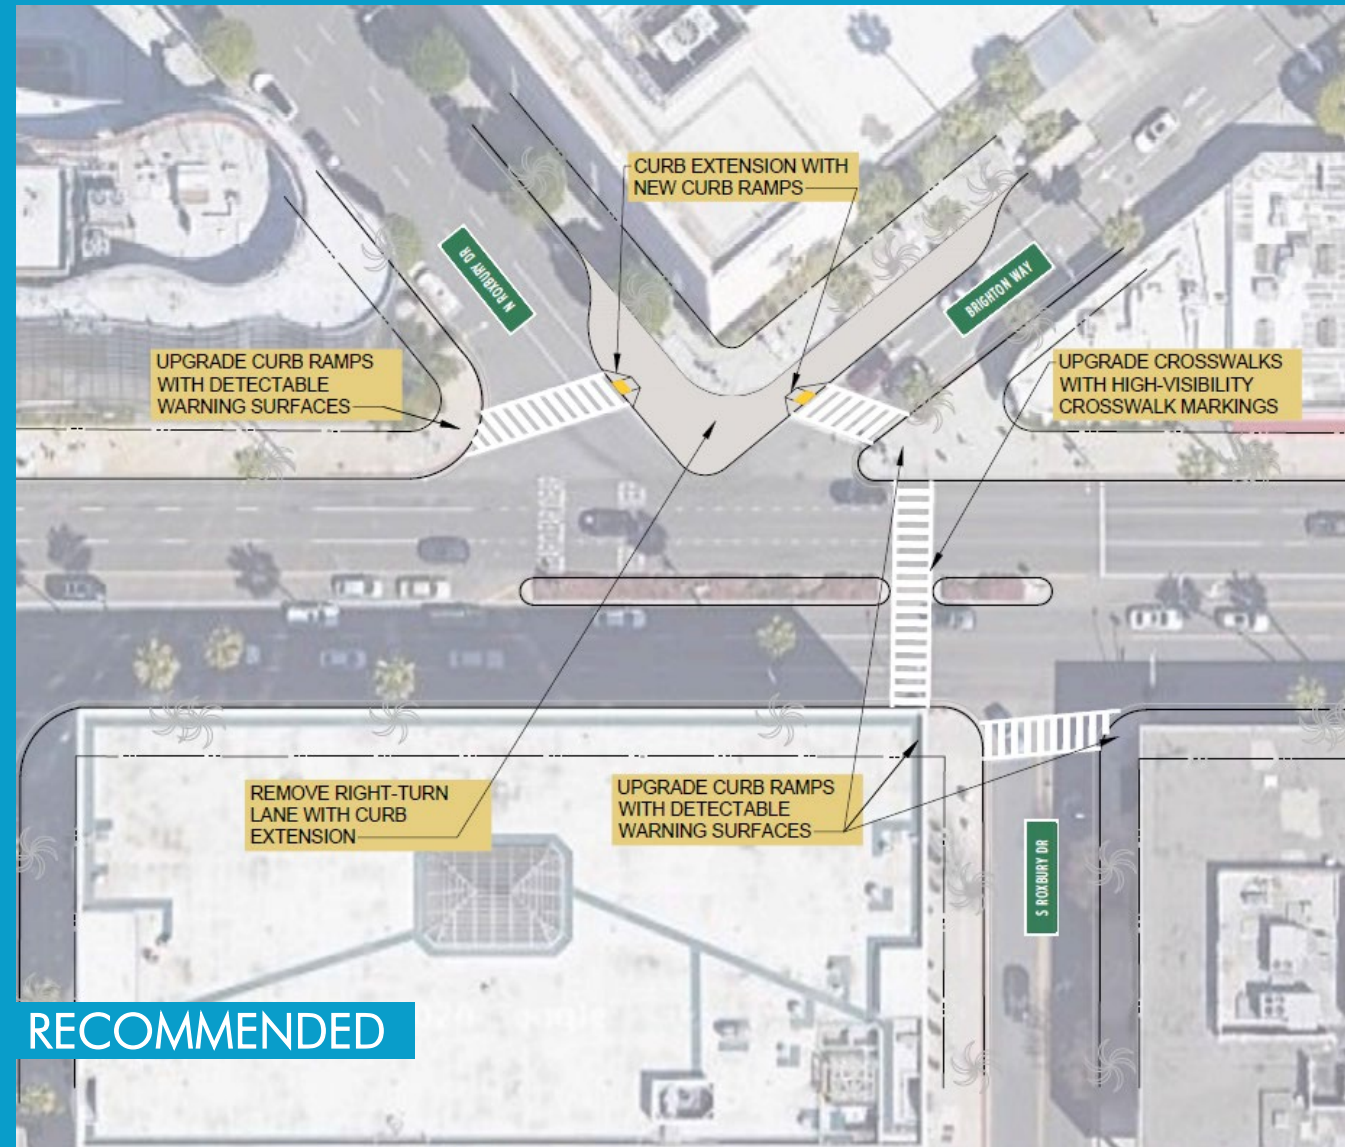 CURB EXTENSION WITH
NEW CURB RAMPS
N ROXBURY DR
BRIGHTON WAY
UPGRADE CURB RAMPS
WITH DETECTABLE
WARNING SURFACES
UPGRADE CROSSWALKS
WITH HIGH-VISIBILITY
CROSSWALK MARKINGS
REMOVE RIGHT-TURN
LANE WITH CURB
EXTENSION
UPGRADE CURB RAMPS
WITH DETECTABLE
WARNING SURFACES
S ROXBURY DR
RECOMMENDED